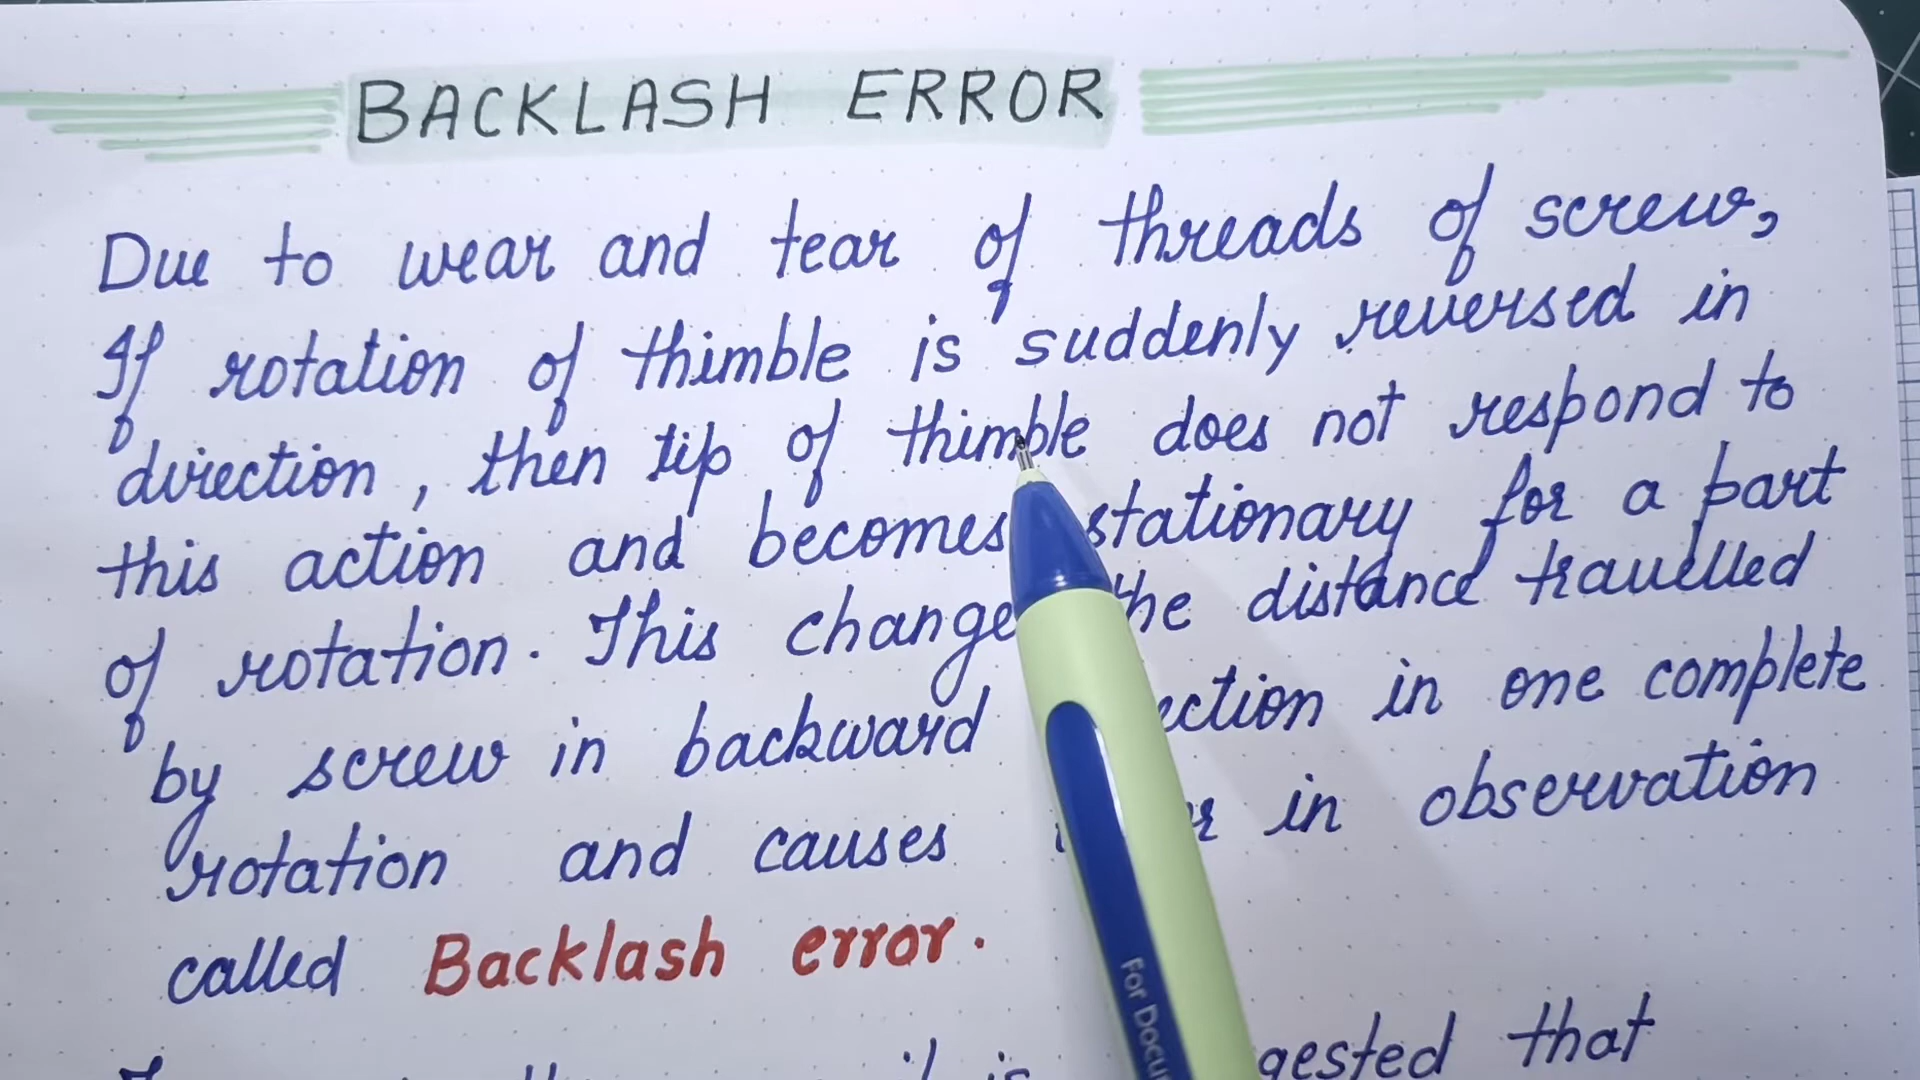 BACKLASH ERROR
Due to wear and tear of threads of screw,
If rotation of thimble is suddenly reversed in
direction, then tip of thimble does not respond to
this action and becomes stationary for a part
of rotation. This change the distance travelled
by screw in backward ection in one complete
rotation and causes in observation
called Backlash error.
gested that
For Docu